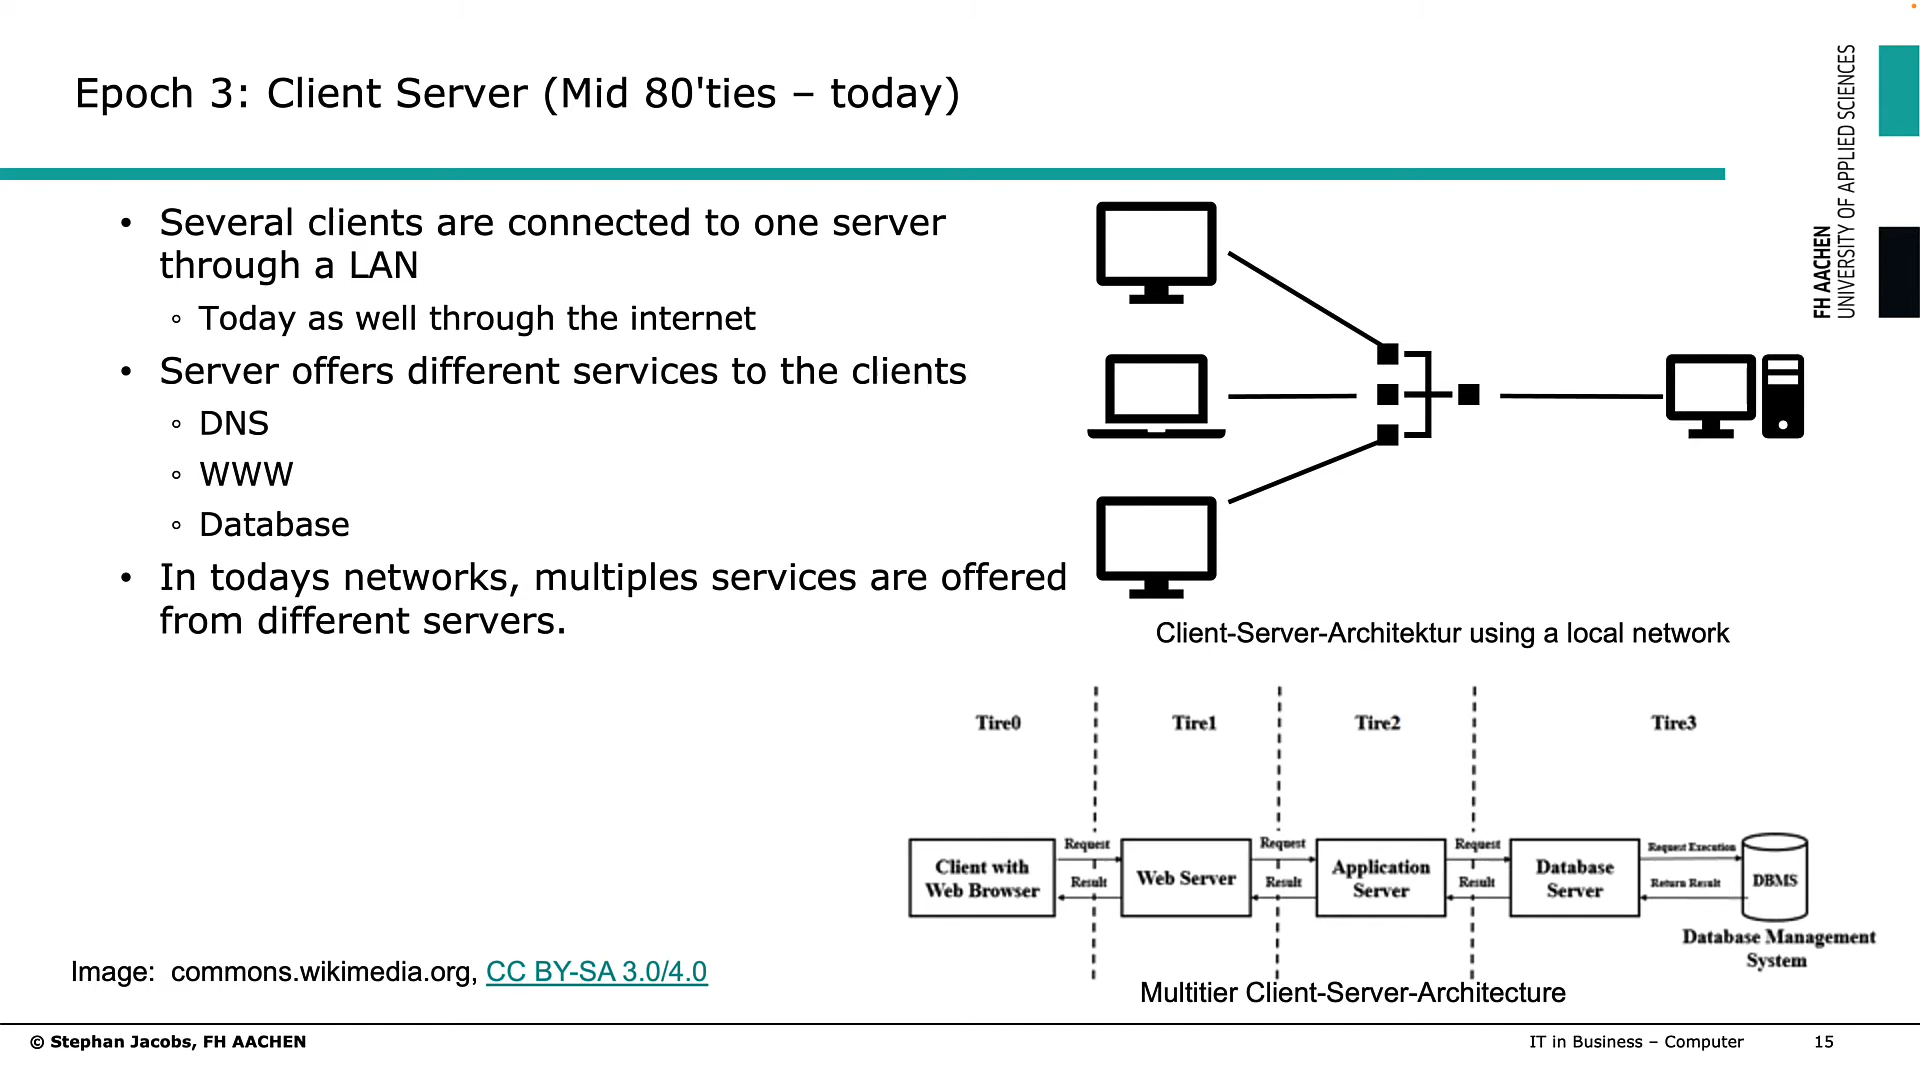 Epoch 3: Client Server (Mid 80'ties – today)
FH AACHEN
UNIVERSITY OF APPLIED SCIENCES
• Several clients are connected to one server
through a LAN
◦ Today as well through the internet
• Server offers different services to the clients
◦ DNS
◦ WWW
◦ Database
• In todays networks, multiples services are offered
from different servers.
Client-Server-Architektur using a local network
Tire0 Tire1 Tire2 Tire3
Client with
Web Browser
Request
Result
Web Server
Request
Result
Application
Server
Request
Result
Database
Server
Request Execution
Return Result
DBMS
Database Management
System
Multitier Client-Server-Architecture
Image: commons.wikimedia.org, CC BY-SA 3.0/4.0
© Stephan Jacobs, FH AACHEN
IT in Business – Computer 15